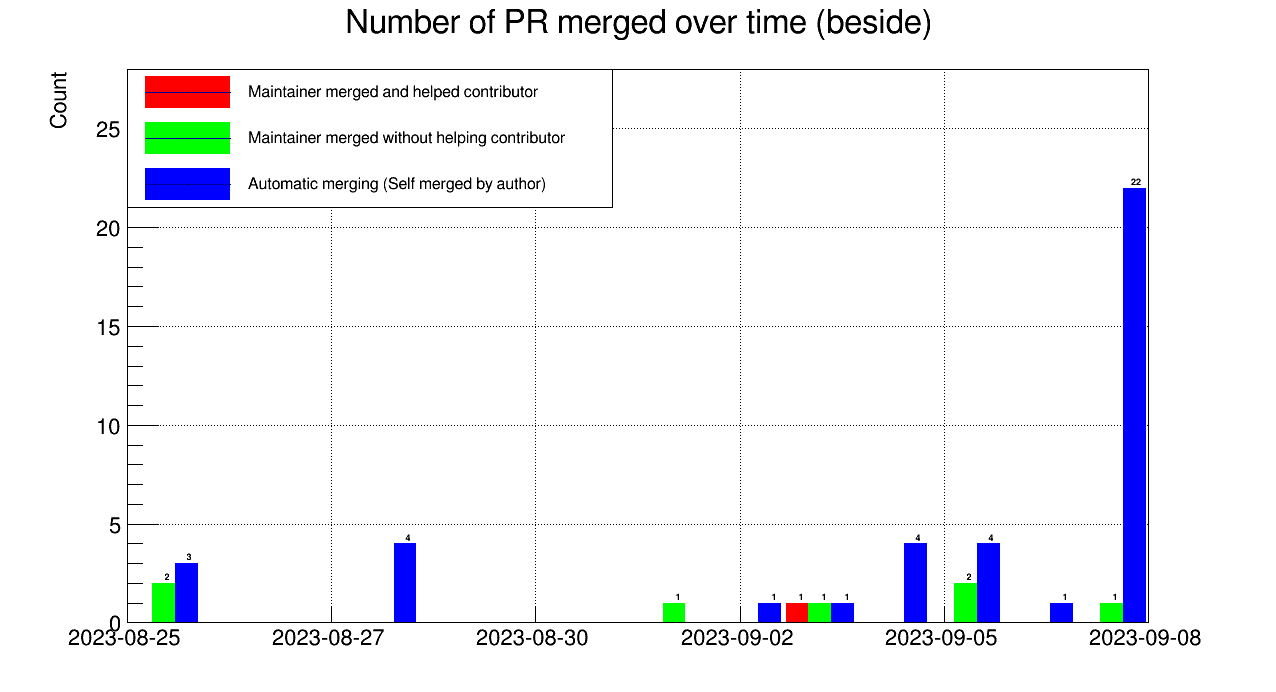 Number of PR merged over time (beside)
Count
Maintainer merged and helped contributor
Maintainer merged without helping contributor
Automatic merging (Self merged by author)
25
20
15
10
5
0
2 3 4 1 1 1 1 1 4 2 4 1 1 22
2023-08-25 2023-08-27 2023-08-30 2023-09-02 2023-09-05 2023-09-08